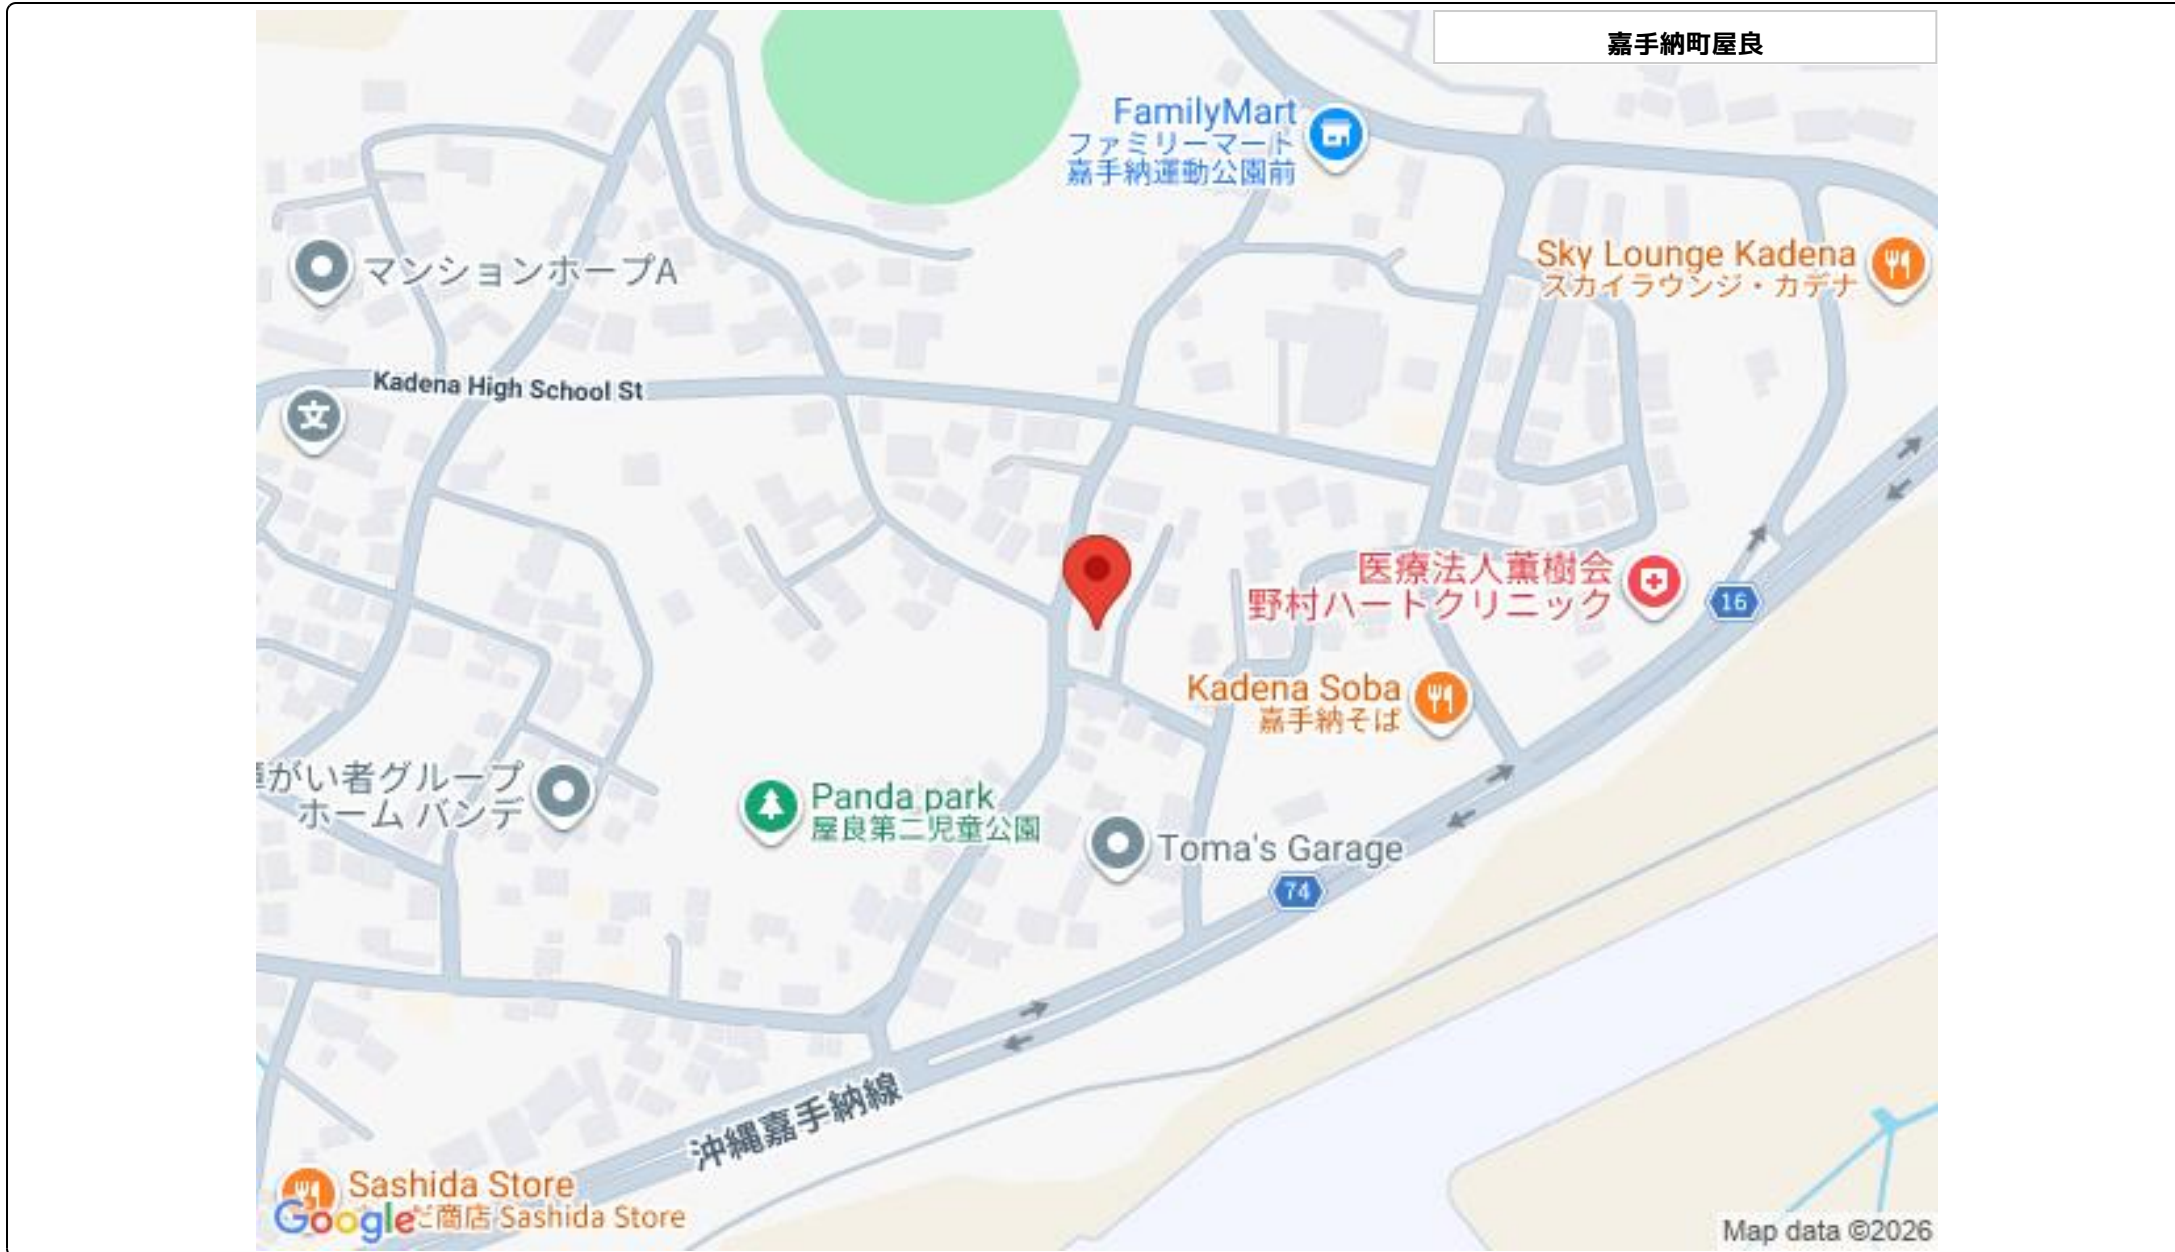 嘉手納町屋良
FamilyMart
ファミリーマート
嘉手納運動公園前
Sky Lounge Kadena
スカイラウンジ・カデナ
マンションホープA
Kadena High School St
文
医療法人薫樹会
野村ハートクリニック
16
Kadena Soba
嘉手納そば
がい者グループ
ホーム バンデ
Panda park
屋良第二児童公園
Toma's Garage
74
沖縄嘉手納線
Sashida Store
だ商店 Sashida Store
Google
Map data ©2026